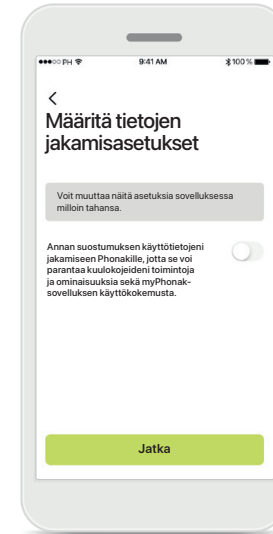 PH 9:41 AM 100 %
Määritä tietojen
jakamisasetukset
Voit muuttaa näitä asetuksia sovelluksessa
milloin tahansa.
Annan suostumuksen käyttötietojeni
jakamiseen Phonakille, jotta se voi
parantaa kuulokojeideni toimintoja
ja ominaisuuksia sekä myPhonak-
sovelluksen käyttökokemusta.
Jatka